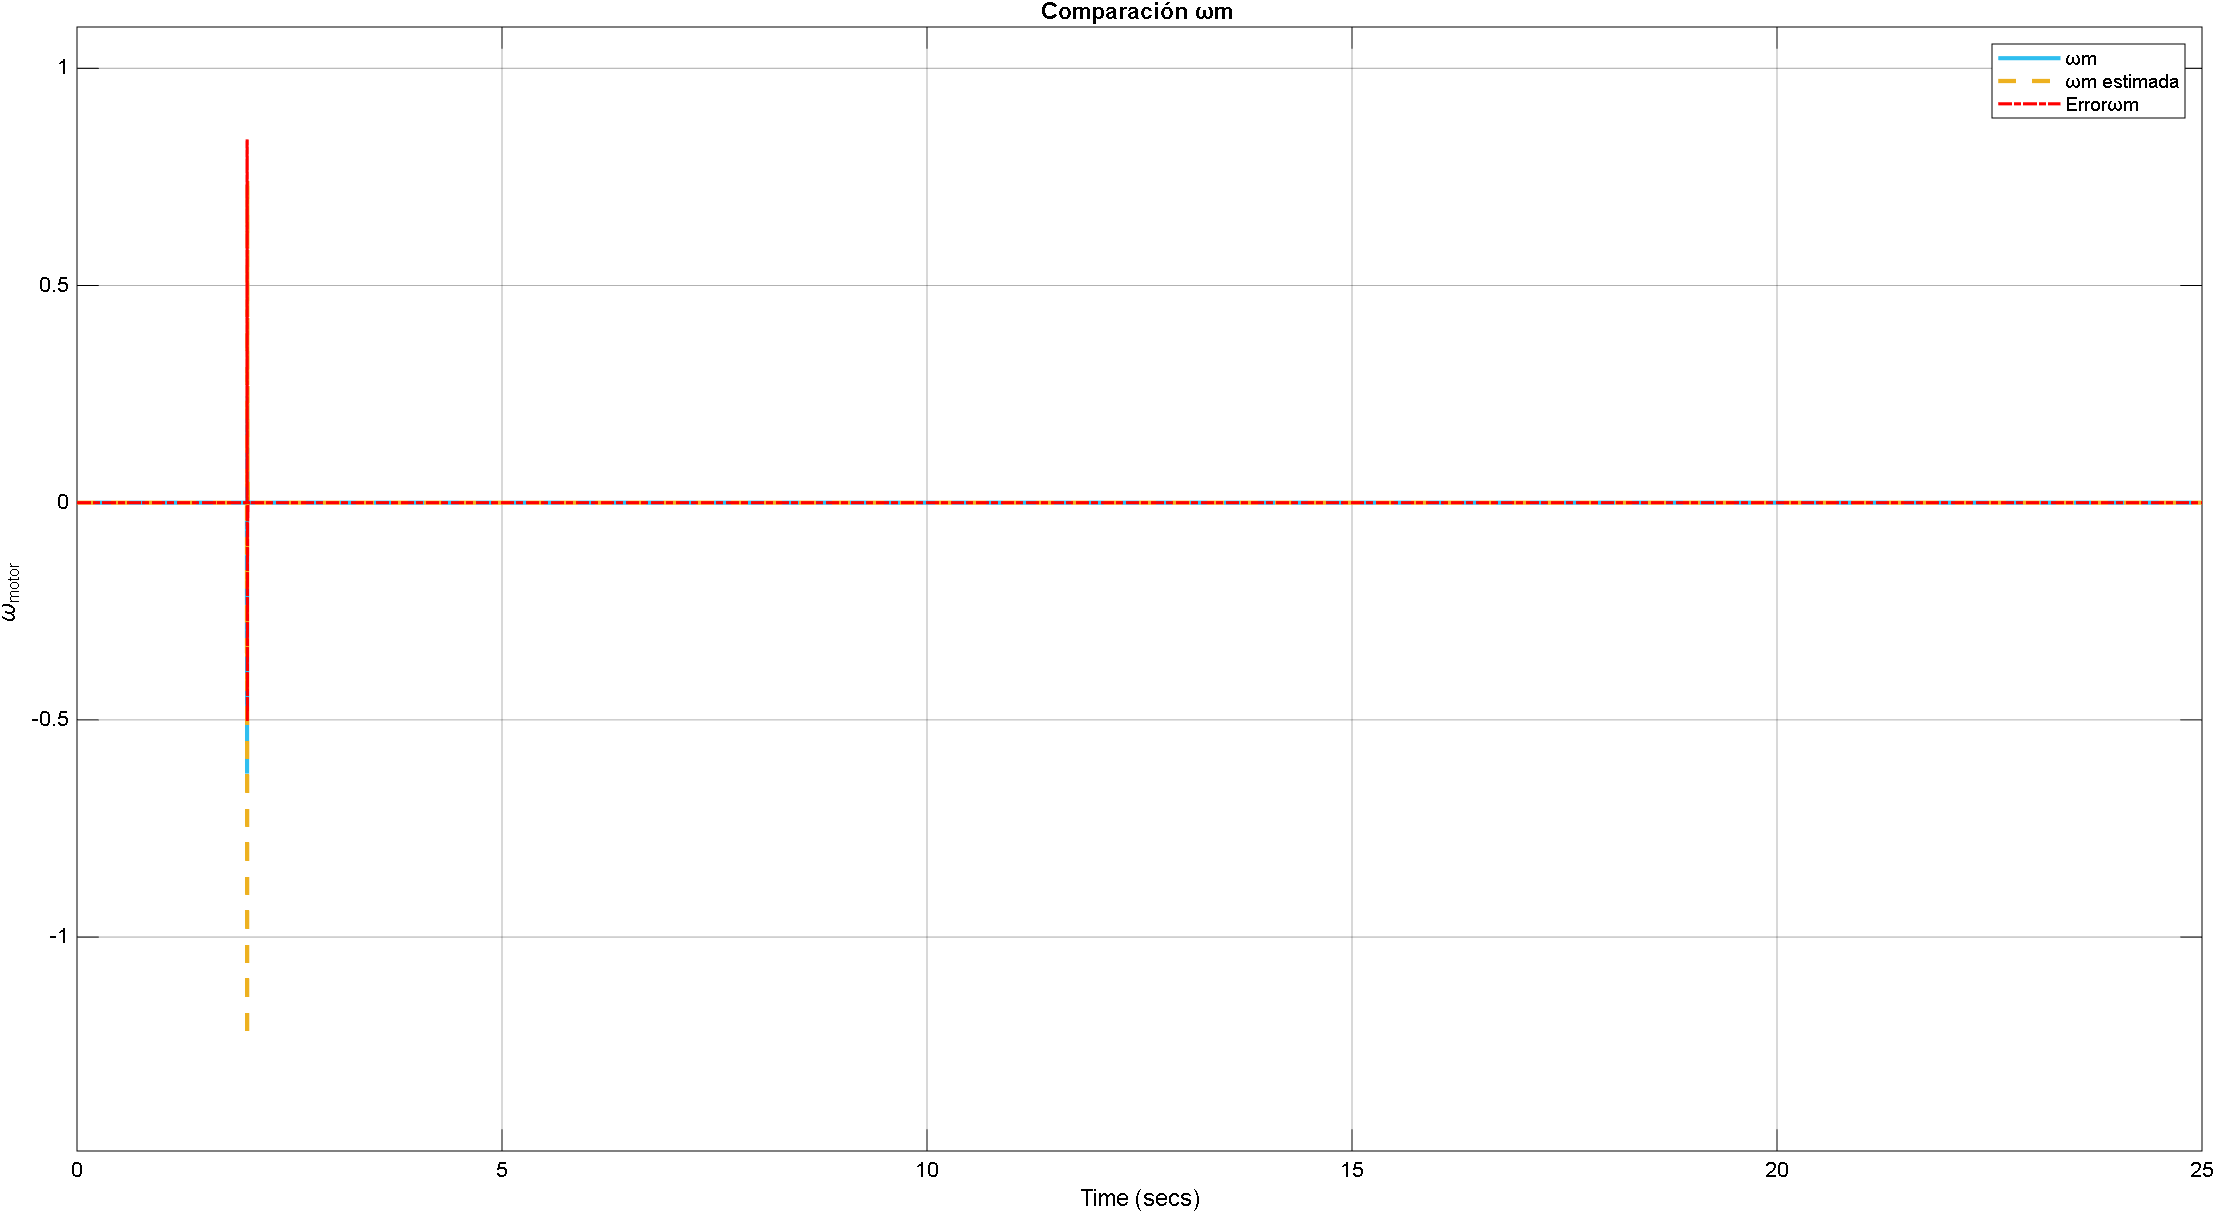 Comparación ωm
ωm
ωm estimada
Errorωm
1
0.5
0
-0.5
-1
ωmotor
0
5
10
15
20
25
Time (secs)